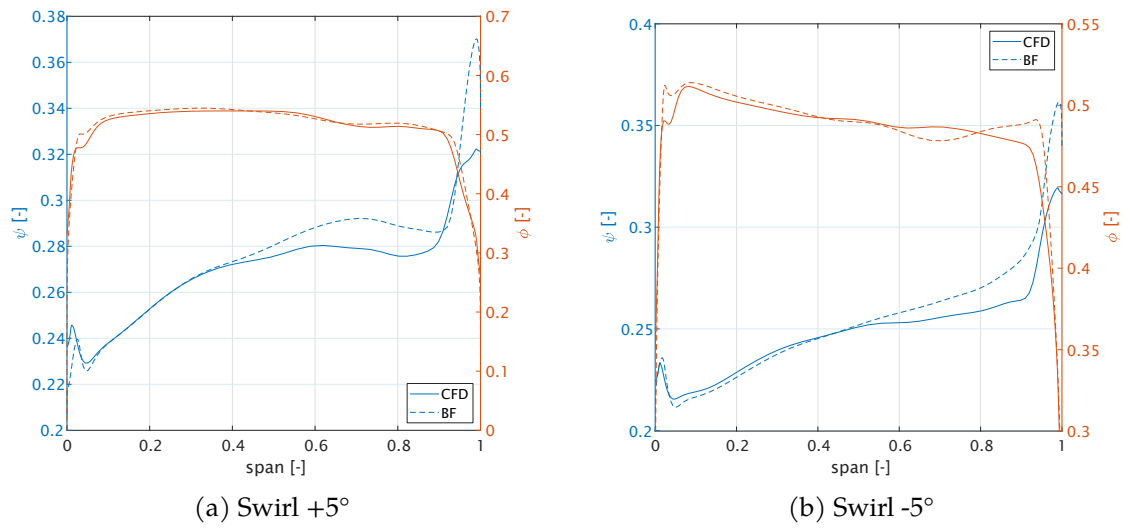 0.38
0.36
0.34
0.32
0.3
0.28
0.26
0.24
0.22
0.2
ψ [-]
0.7
0.6
0.5
0.4
0.3
0.2
0.1
0
ϕ [-]
0 0.2 0.4 0.6 0.8 1
span [-]
CFD
BF
(a) Swirl +5°
0.4
0.35
0.3
0.25
0.2
ψ [-]
0.55
0.5
0.45
0.4
0.35
0.3
ϕ [-]
0 0.2 0.4 0.6 0.8 1
span [-]
CFD
BF
(b) Swirl -5°